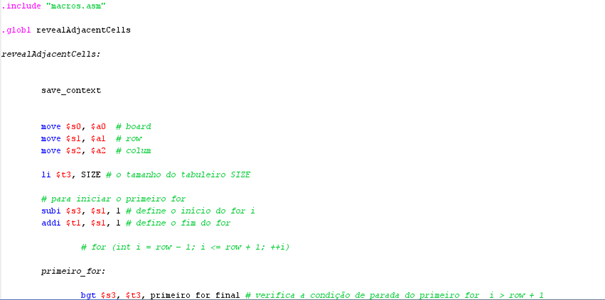 .include "macros.asm"
.globl revealAdjacentCells
revealAdjacentCells:
save_context
move $s0, $a0 # board
move $s1, $a1 # row
move $s2, $a2 # colum
li $t3, SIZE # o tamanho do tabuleiro SIZE
# para iniciar o primeiro for
subi $s3, $s1, 1 # define o início do for i
addi $t1, $s1, 1 # define o fim do for
# for (int i = row - 1; i <= row + 1; ++i)
primeiro_for:
bgt $s3, $t3, primeiro_for_final # verifica a condição de parada do primeiro for i > row + 1